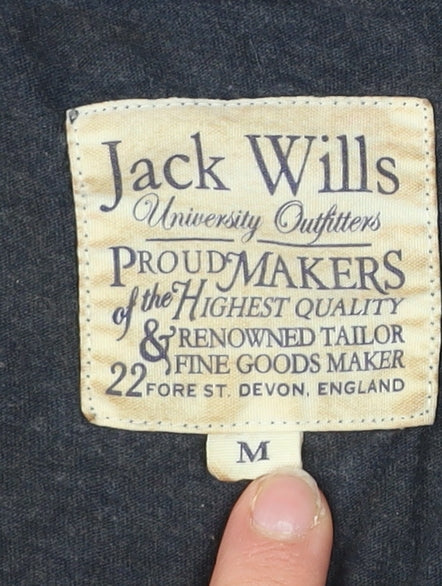 Jack Wills
University Outfitters
PROUD MAKERS
of the HIGHEST QUALITY
& RENOWNED TAILOR
FINE GOODS MAKER
22 FORE ST. DEVON, ENGLAND
M